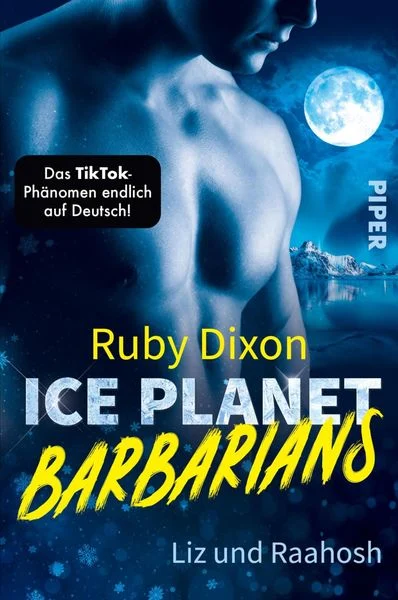 Das TikTok-
Phänomen endlich
auf Deutsch!
PIPER
Ruby Dixon
ICE PLANET
BARBARIANS
Liz und Raahosh